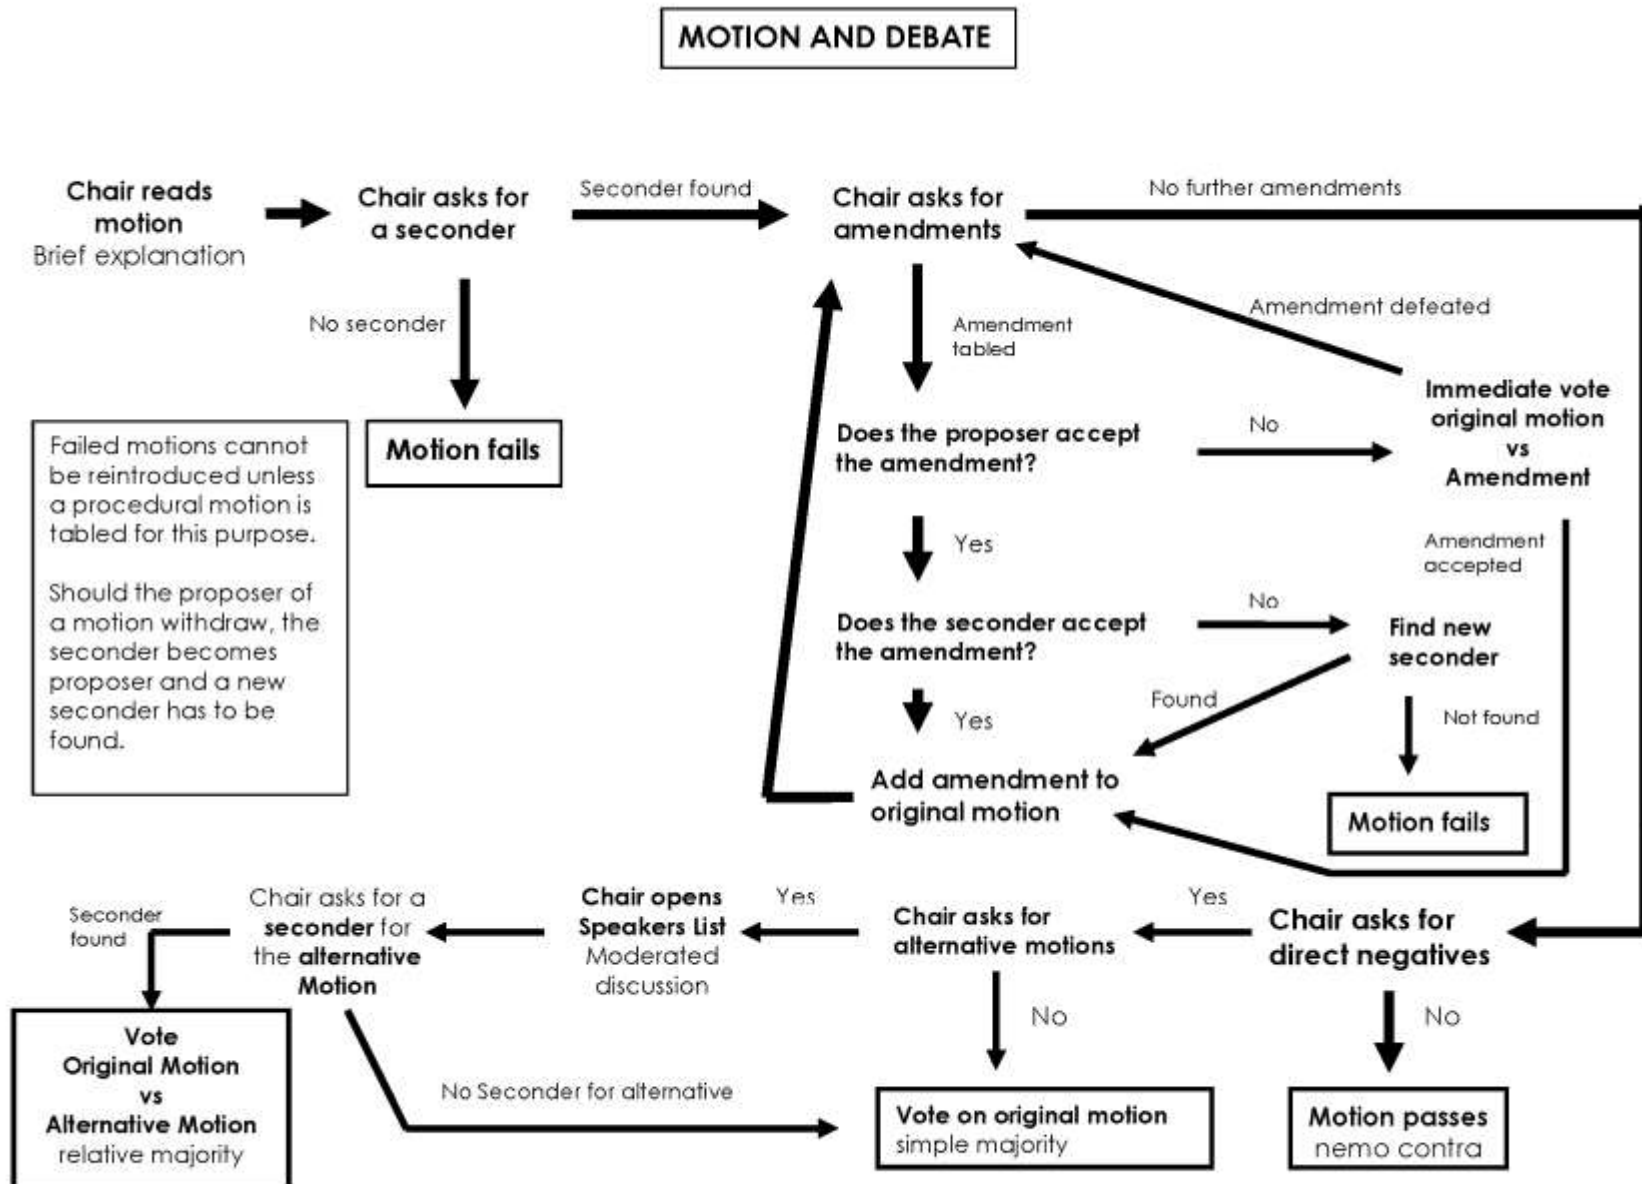 MOTION AND DEBATE
Chair reads
motion
Brief explanation
Chair asks for
a seconder
Seconder found
Chair asks for
amendments
No further amendments
No seconder
Motion fails
Amendment
tabled
Amendment defeated
Immediate vote
original motion
vs
Amendment
Failed motions cannot
be reintroduced unless
a procedural motion is
tabled for this purpose.
Should the proposer of
a motion withdraw, the
seconder becomes
proposer and a new
seconder has to be
found.
Does the proposer accept
the amendment?
No
Yes
Amendment
accepted
Does the seconder accept
the amendment?
No
Find new
seconder
Yes
Found
Not found
Add amendment to
original motion
Motion fails
Chair asks for
direct negatives
Yes
No
Motion passes
nemo contra
Chair asks for
alternative motions
Yes
No
Vote on original motion
simple majority
Chair opens
Speakers List
Moderated
discussion
Chair asks for a
seconder for
the alternative
Motion
No Seconder for alternative
Seconder
found
Vote
Original Motion
vs
Alternative Motion
relative majority